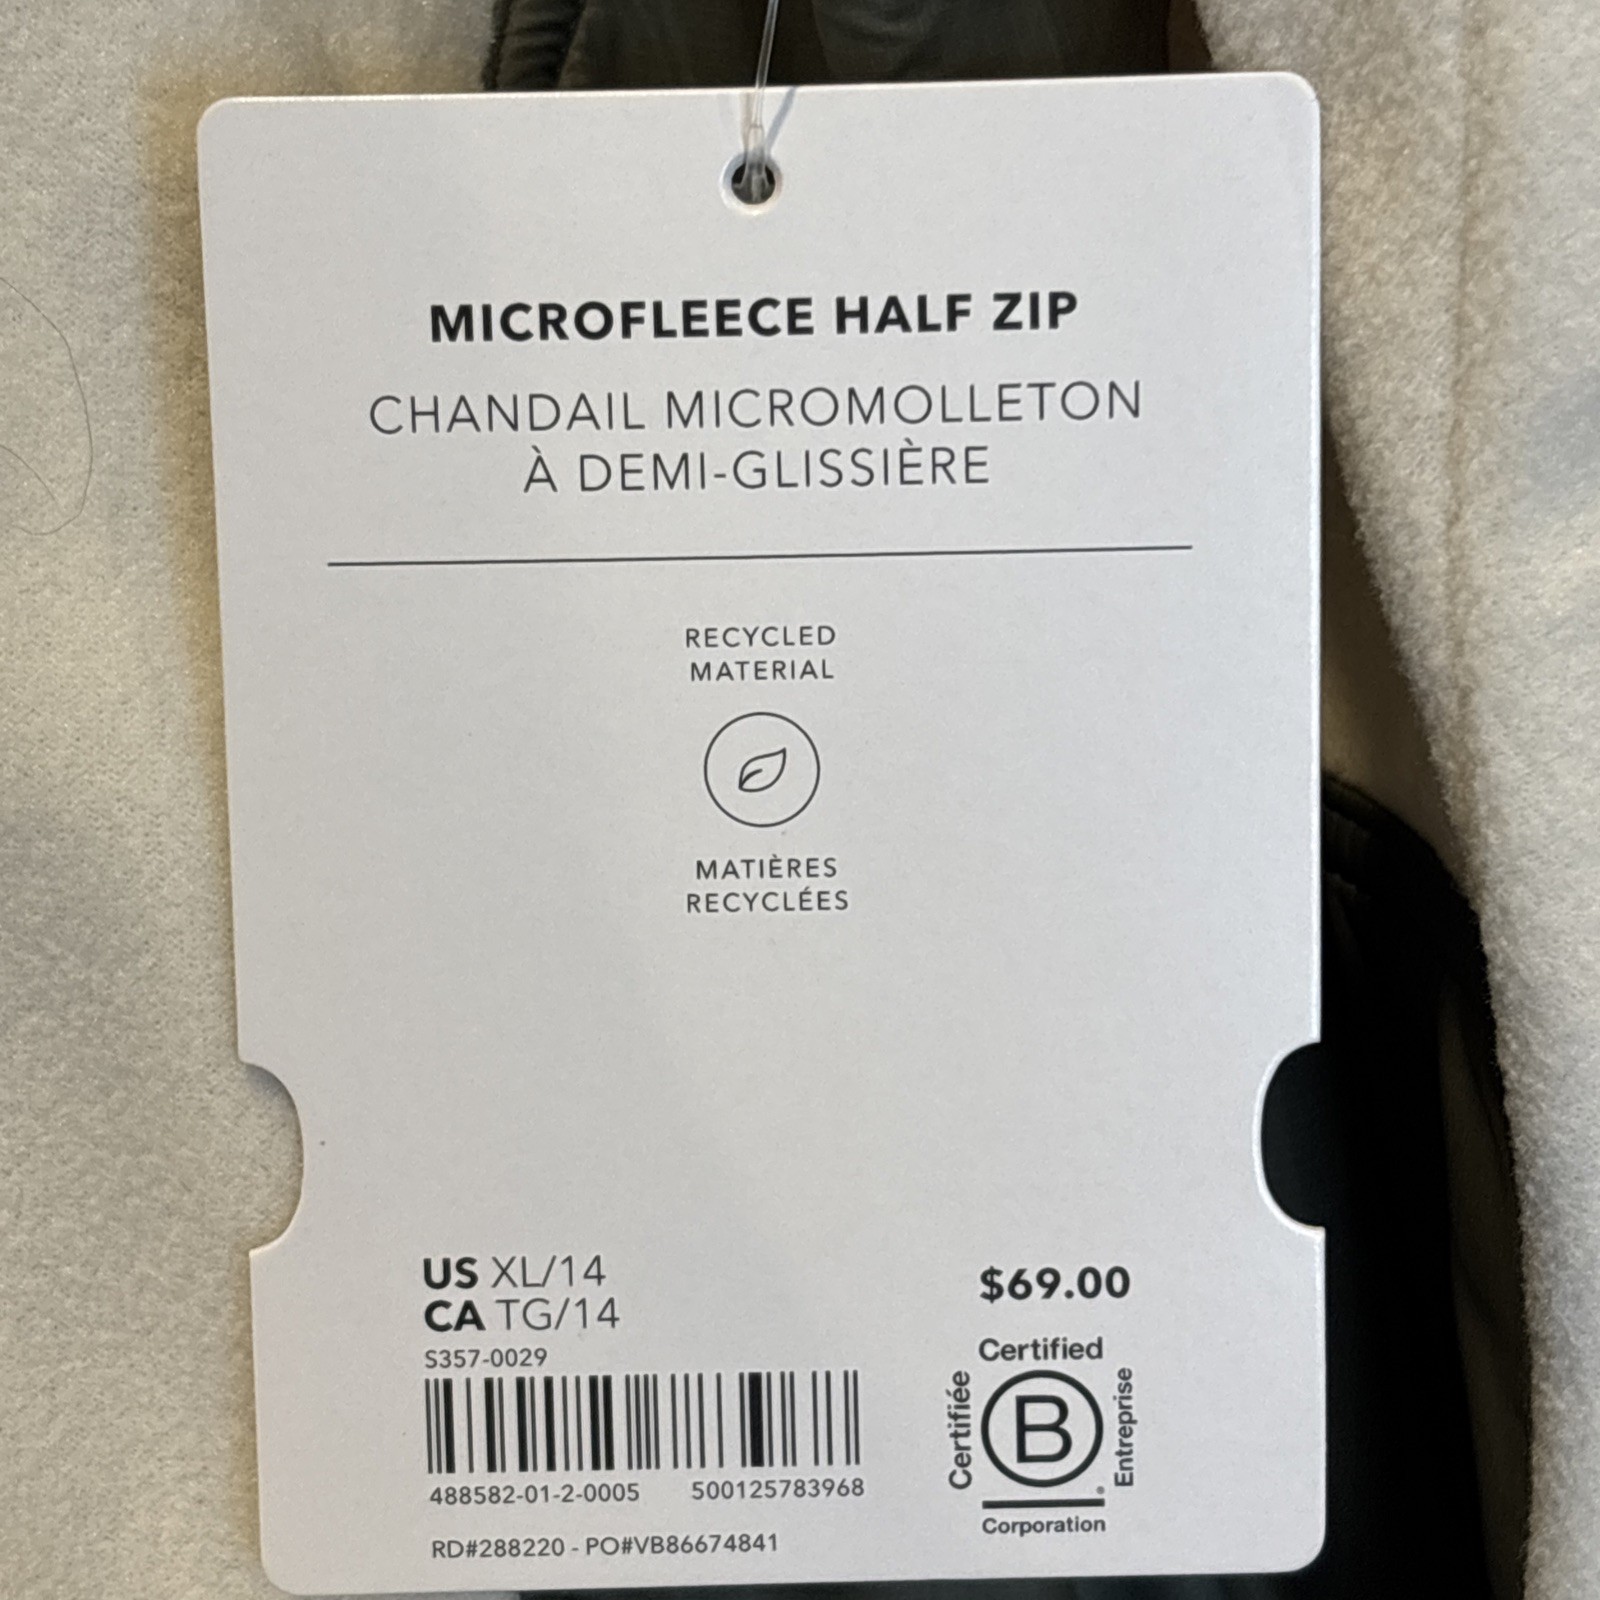 MICROFLEECE HALF ZIP
CHANDAIL MICROMOLLETON
À DEMI-GLISSIÈRE
RECYCLED
MATERIAL
MATIÈRES
RECYCLÉES
US XL/14
CA TG/14
S357-0029
488582-01-2-0005 500125783968
RD#288220 - PO#VB86674841
$69.00
Certified
Certifiée
B
Entreprise
Corporation